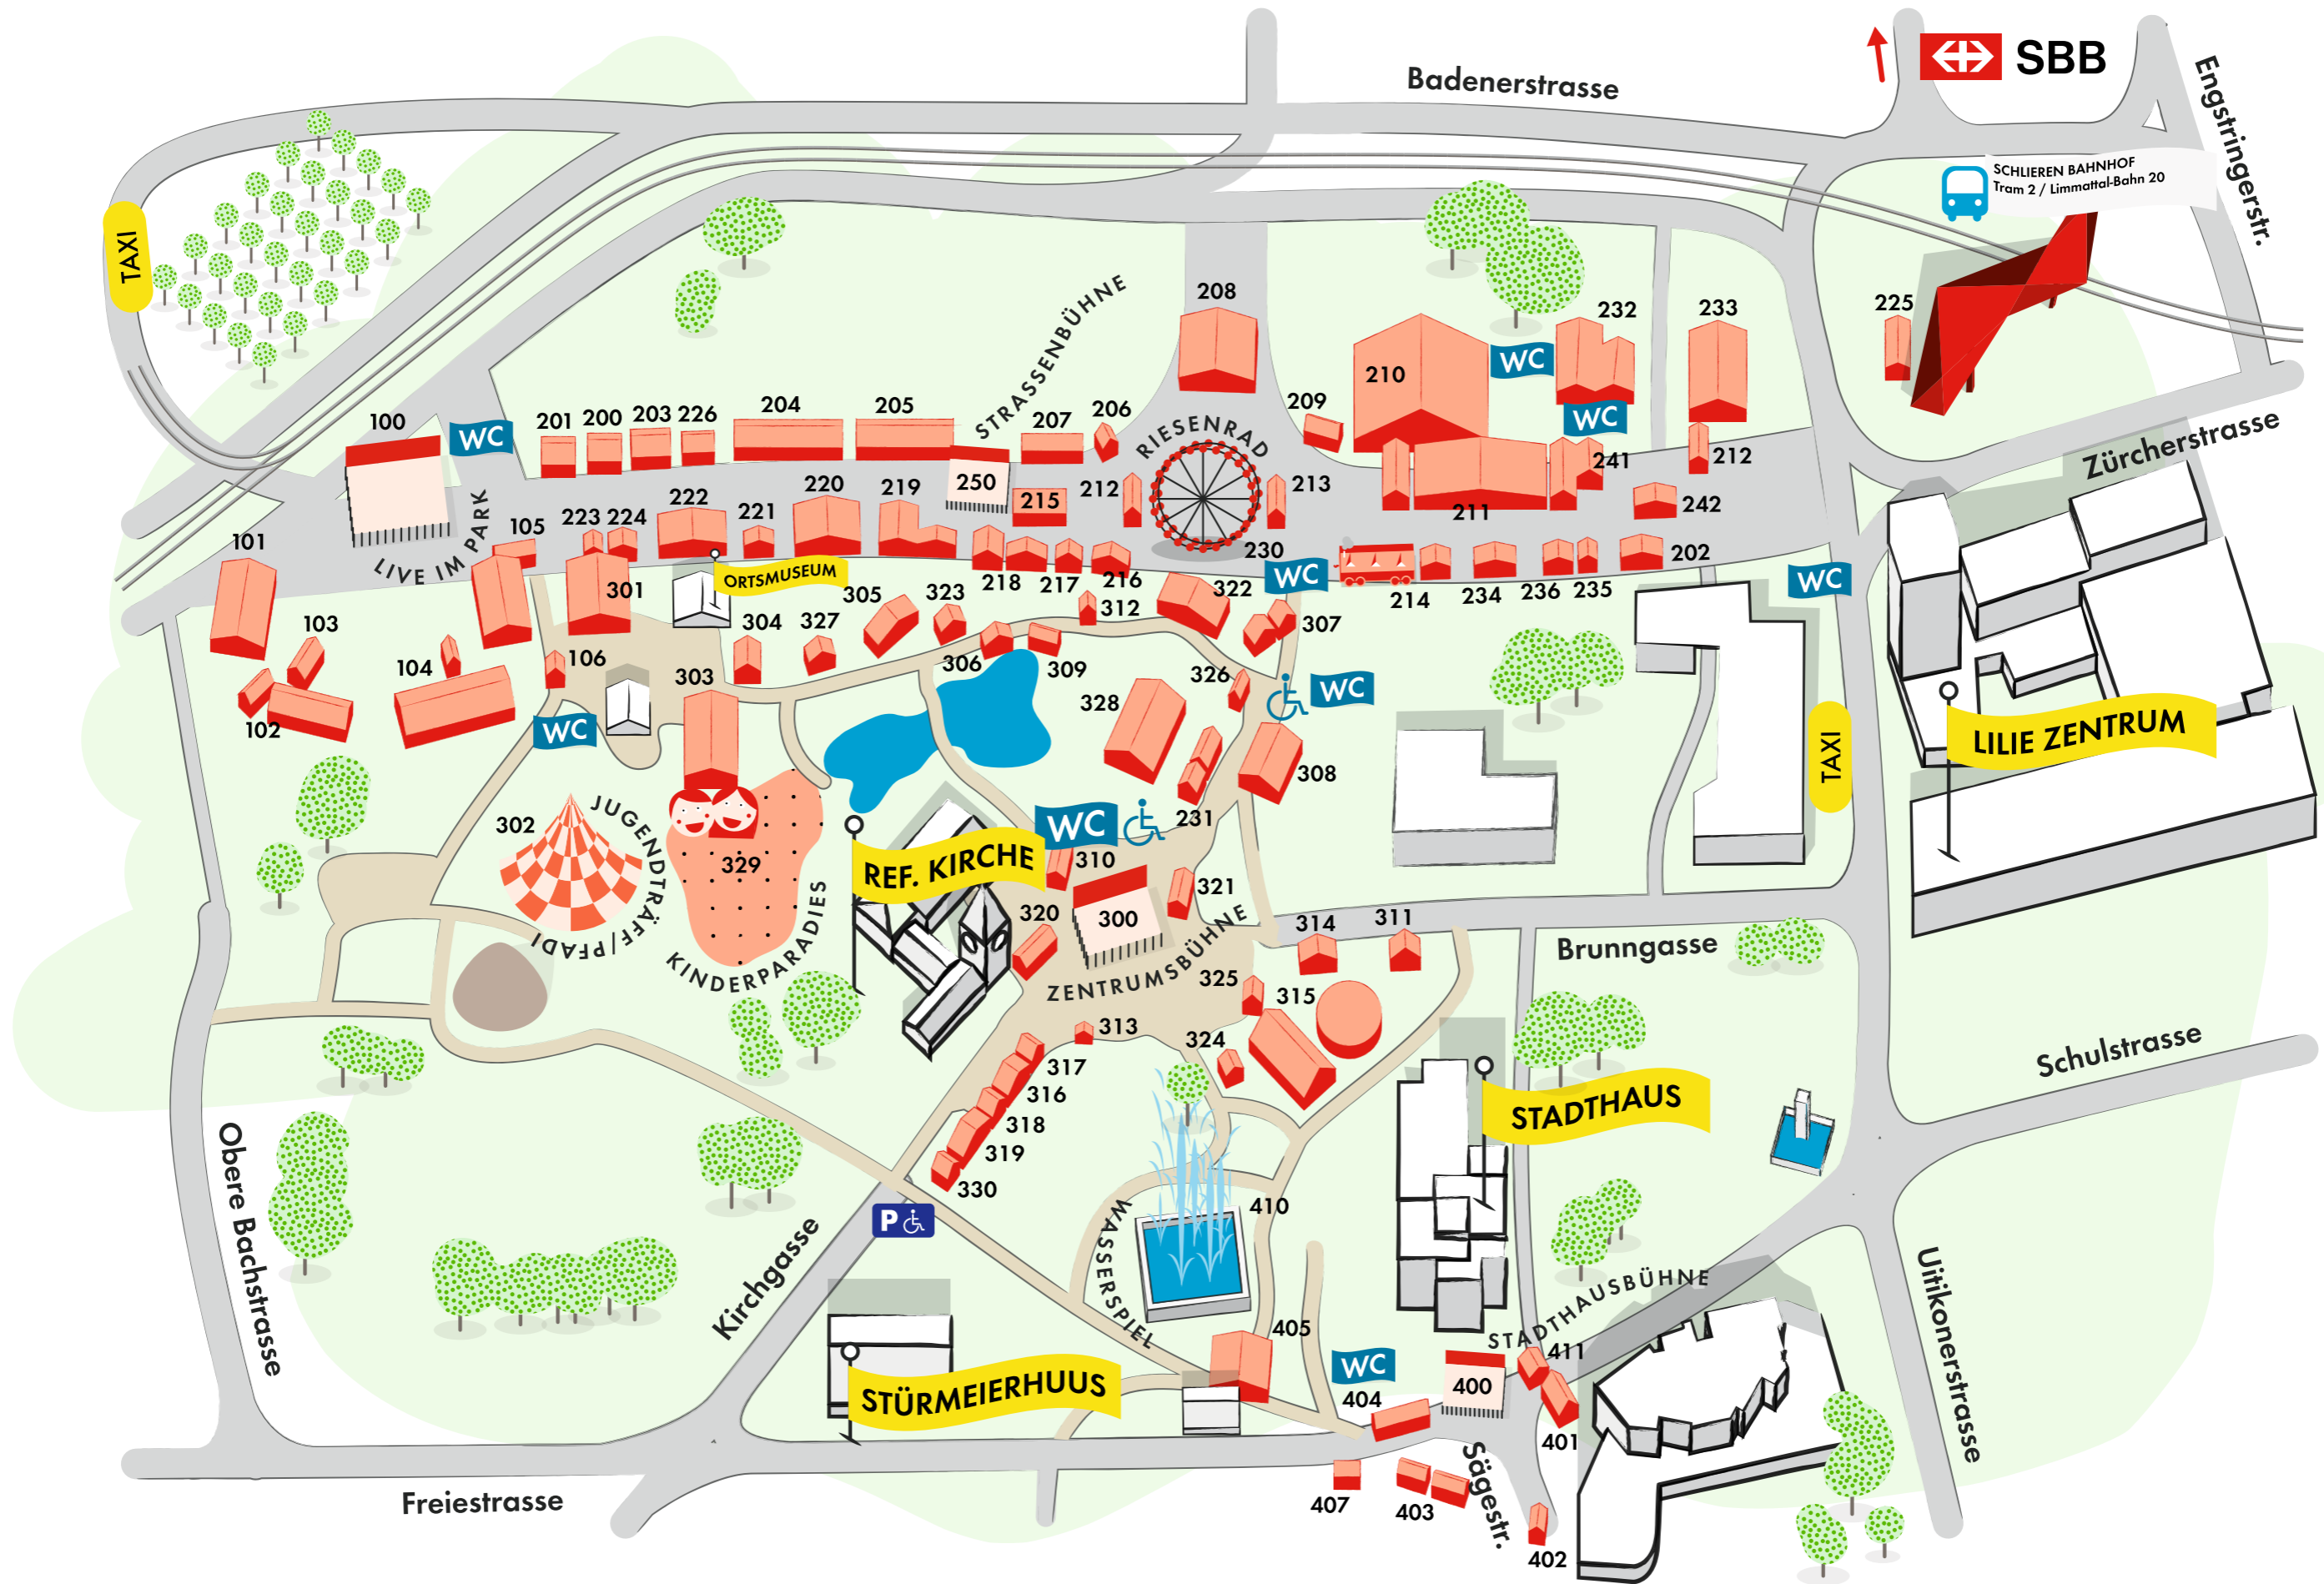 Badenerstrasse
SBB
Engstringerstr.
SCHLIEREN BAHNHOF
Tram 2 / Limmattal-Bahn 20
TAXI
STRASSENBÜHNE
208
232
233
225
210
WC
100
WC
201
200
203
226
204
205
207
206
RIESENRAD
209
WC
241
212
Zürcherstrasse
250
215
212
213
211
242
LIVE IM PARK
101
105
223
224
222
221
220
219
218
217
216
230
WC
214
234
236
235
202
WC
301
ORTSMUSEUM
103
102
104
106
304
327
305
323
306
309
312
322
307
303
WC
328
326
WC
308
231
TAXI
LILIE ZENTRUM
302
JUGENDTRÄFF/PFADI
329
KINDERPARADIES
REF. KIRCHE
WC
310
321
320
300
ZENTRUMSBÜHNE
314
311
Brunngasse
325
315
324
313
317
316
318
319
330
P
Schulstrasse
STADTHAUS
Obere Bachstrasse
Kirchgasse
410
WASSERSPIEL
STADTHAUSBÜHNE
Uitikonerstrasse
STÜRMEIERHUUS
405
WC
404
400
411
401
407
403
Sägestr.
402
Freiestrasse